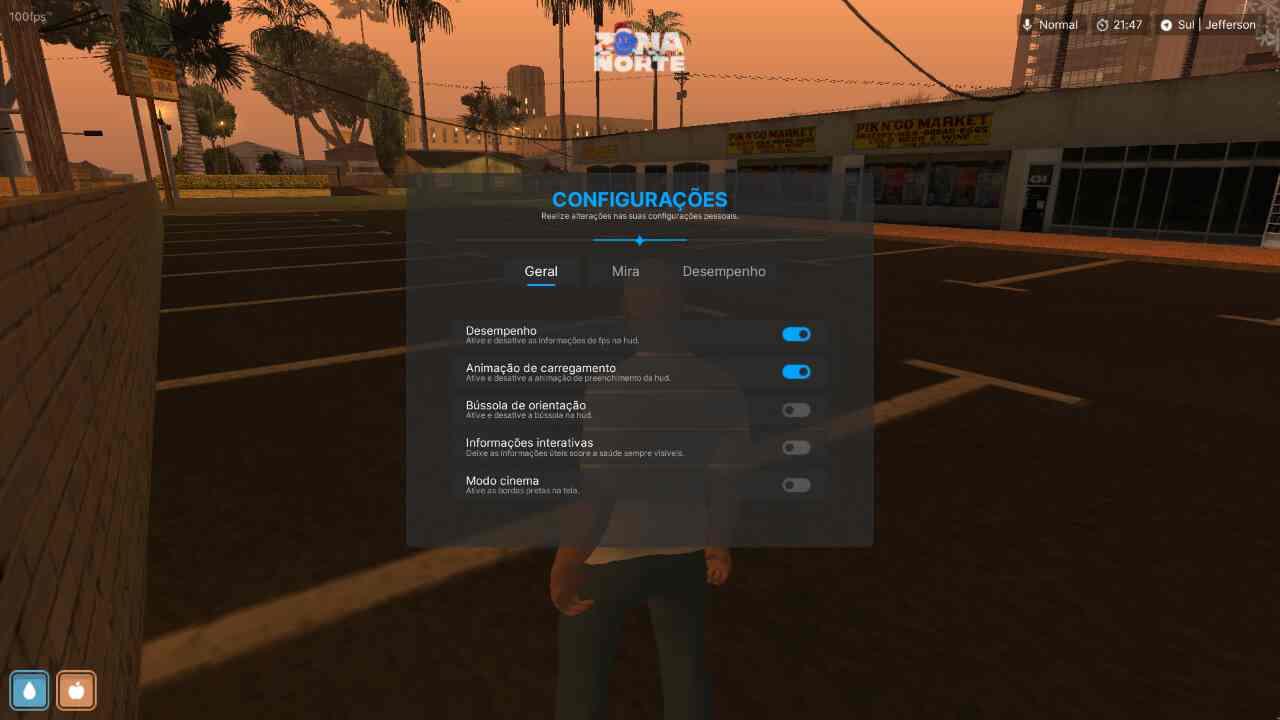 100fps
Normal
21:47
Sul | Jefferson
ZONA
NORTE
PIK N'GO MARKET
PIK N'GO MARKET
434
CONFIGURAÇÕES
Realize alterações nas suas configurações pessoais.
Geral
Mira
Desempenho
Desempenho
Ative e desative as informações de fps na hud.
Animação de carregamento
Ative e desative a animação de preenchimento da hud.
Bússola de orientação
Ative e desative a bússola na hud.
Informações interativas
Deixe as informações úteis sobre a saúde sempre visíveis.
Modo cinema
Ative as bordas pretas na tela.